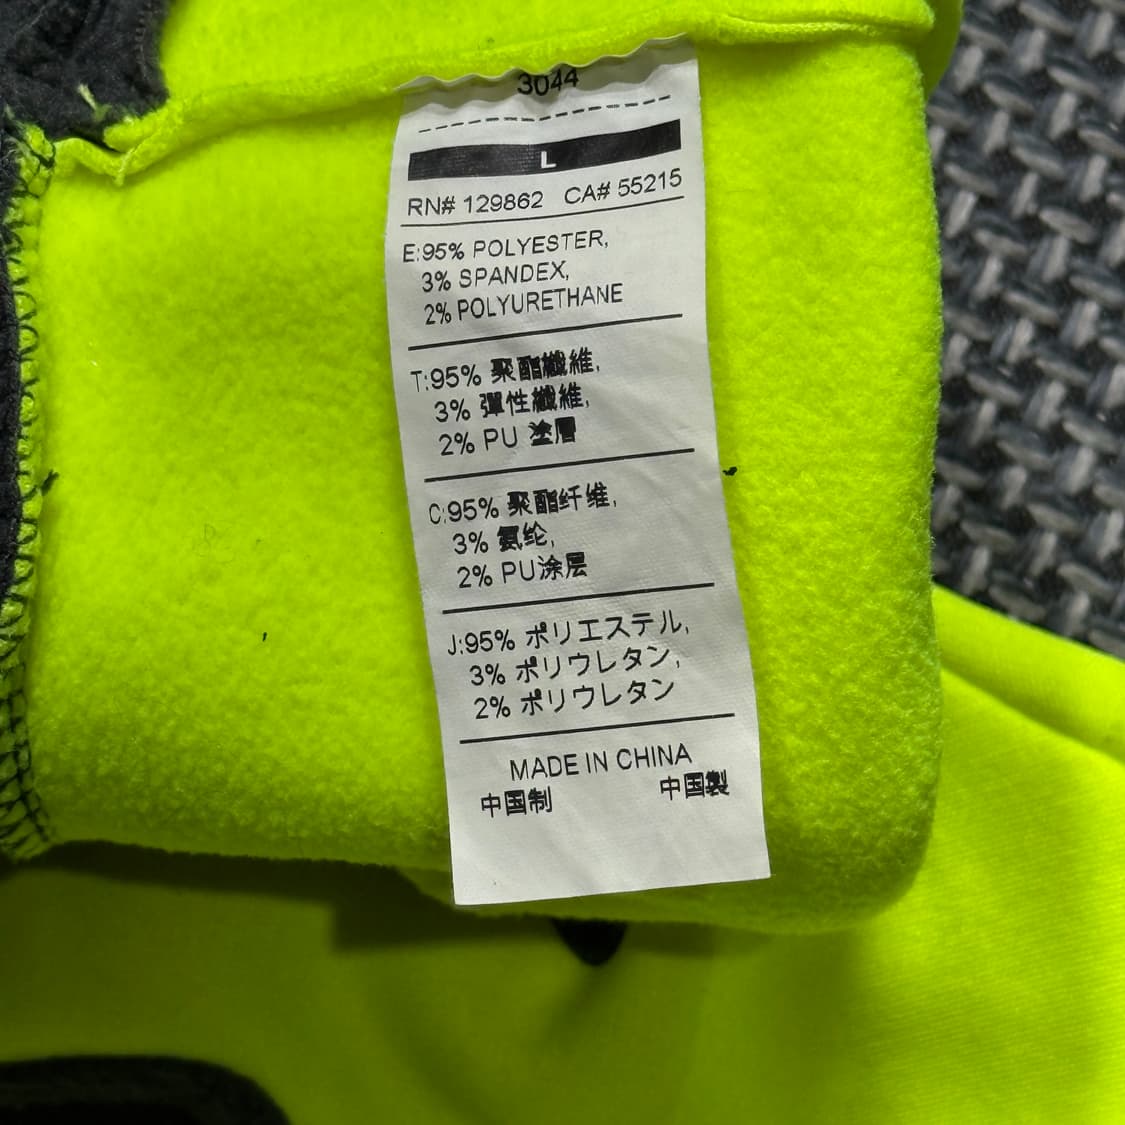 3044
L
RN# 129862 CA# 55215
E:95% POLYESTER,
3% SPANDEX,
2% POLYURETHANE
T:95% 聚酯纖維,
3% 彈性纖維,
2% PU 塗層
C:95% 聚酯纤维,
3% 氨纶,
2% PU涂层
J:95% ポリエステル,
3% ポリウレタン,
2% ポリウレタン
MADE IN CHINA
中国制 中国製